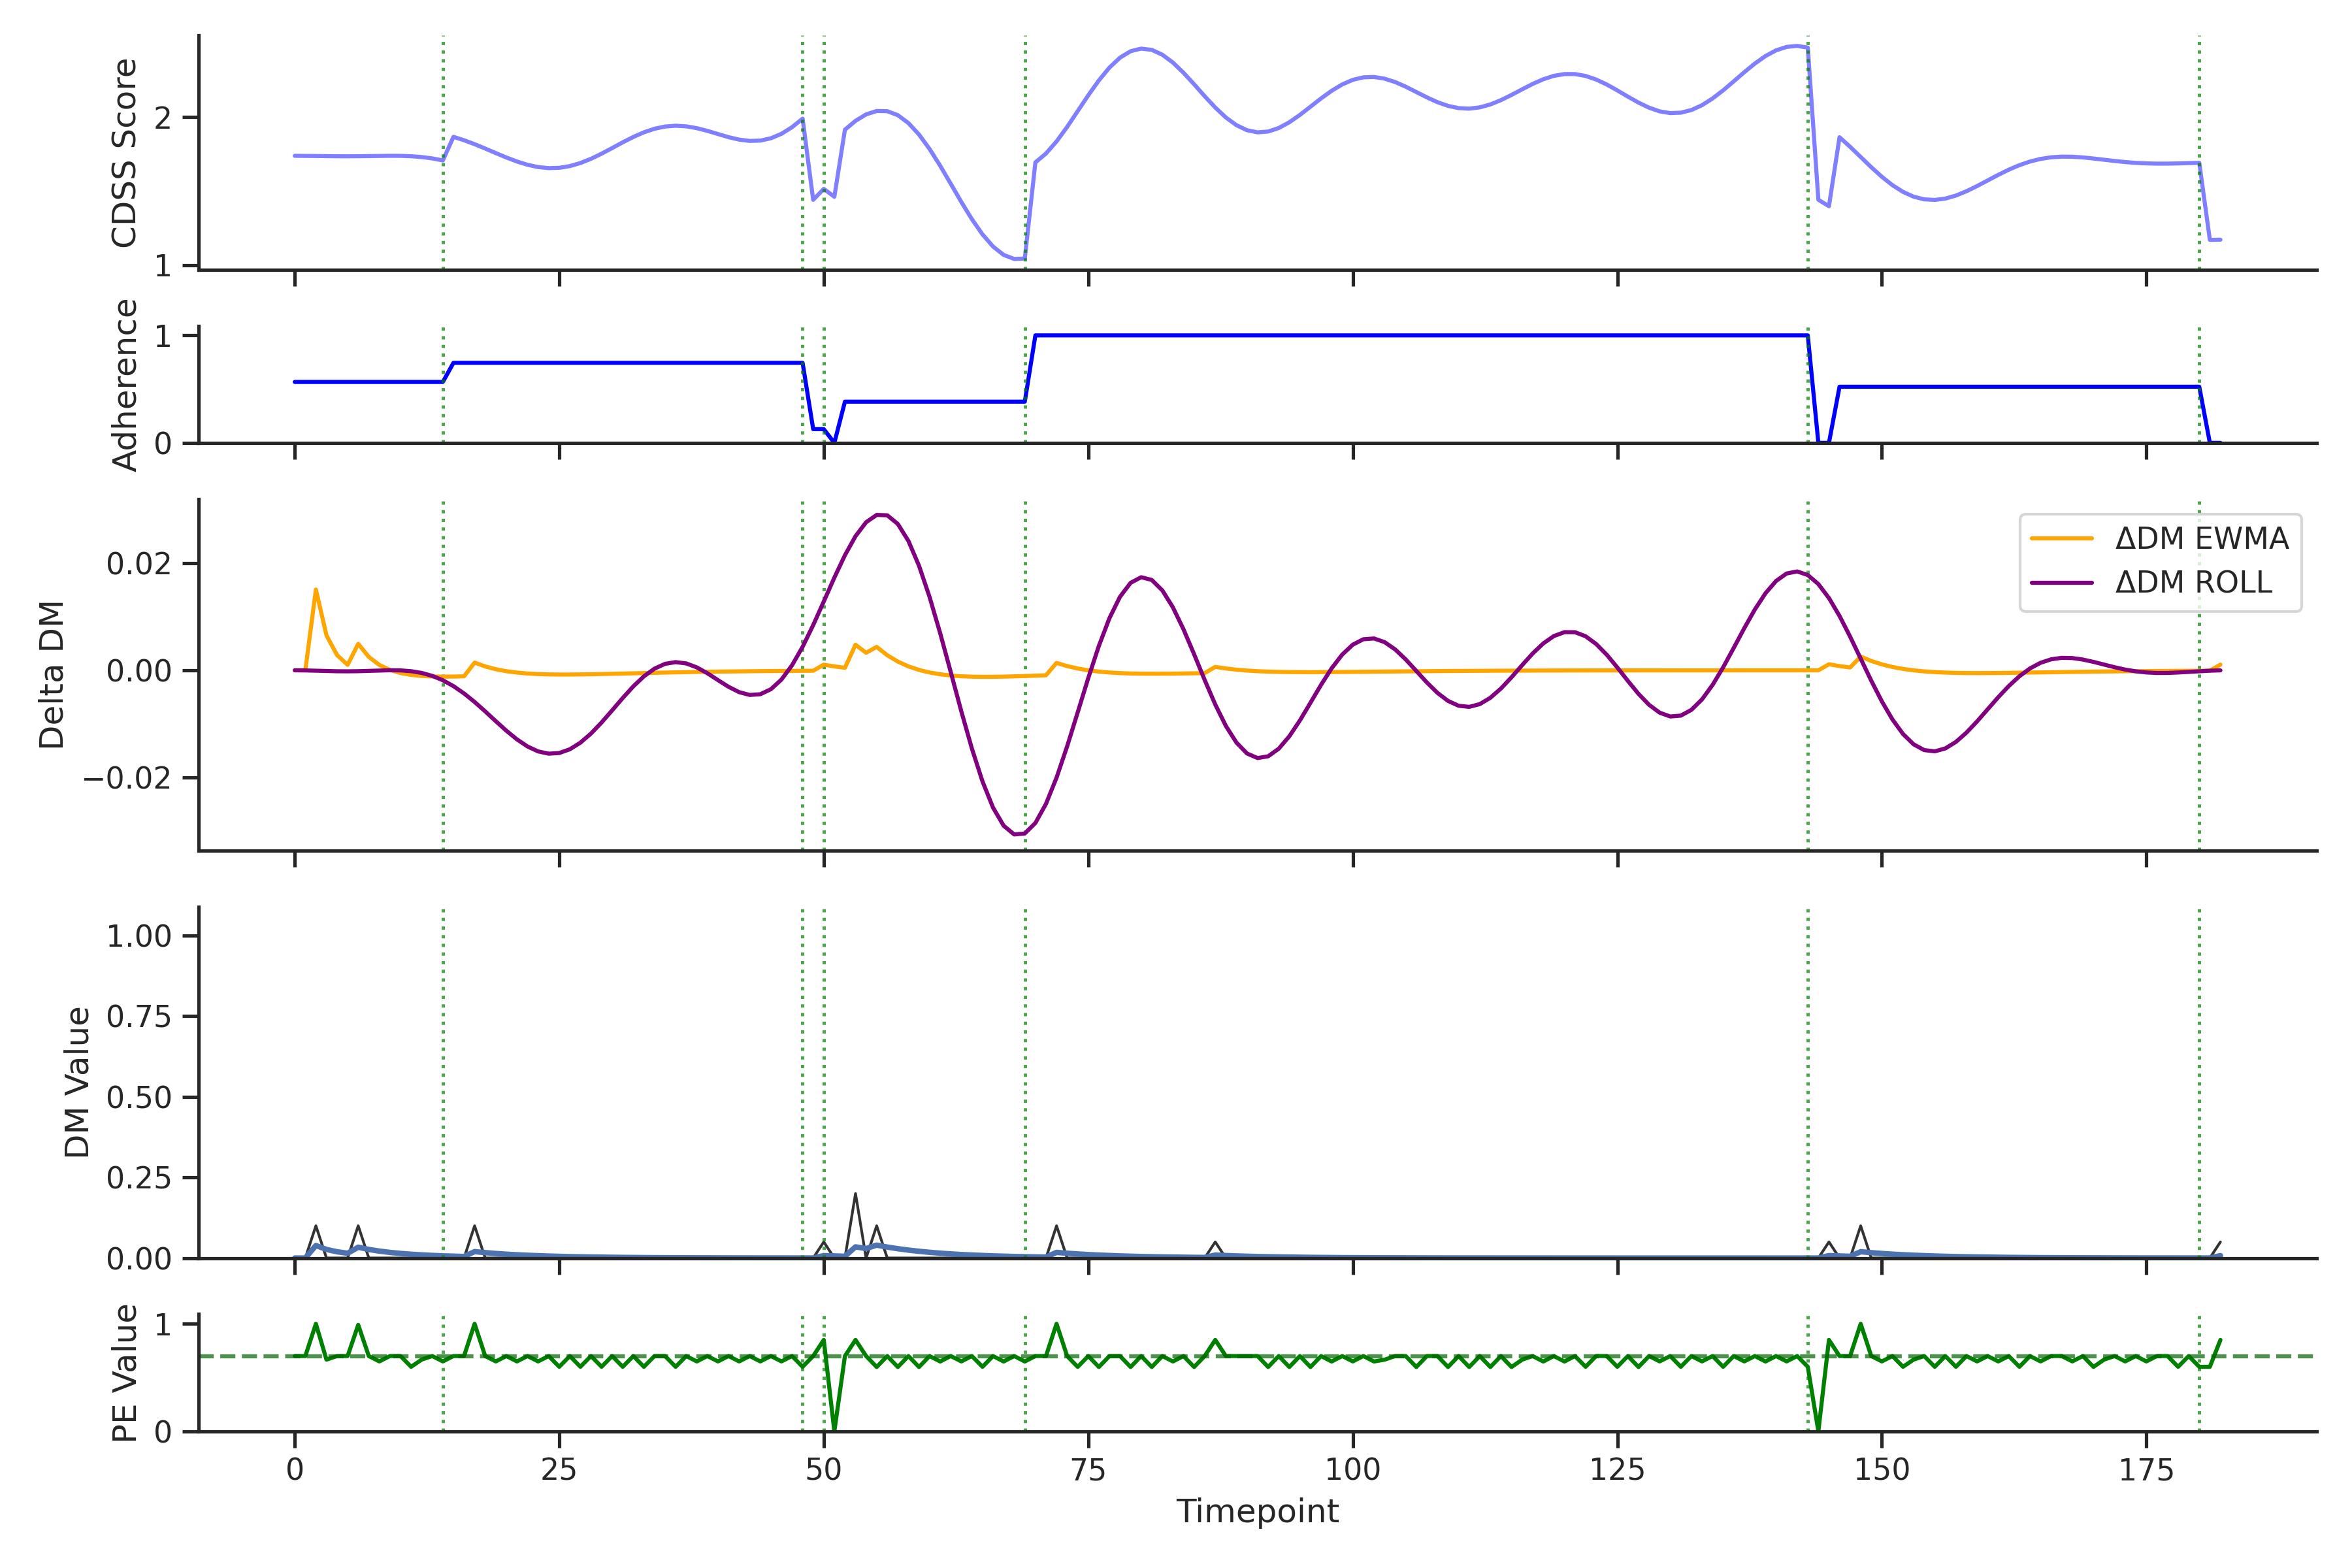 CDSS Score
2
1
Adherence
1
0
Delta DM
0.02
0.00
−0.02
ΔDM EWMA
ΔDM ROLL
DM Value
1.00
0.75
0.50
0.25
0.00
PE Value
1
0
0 25 50 75 100 125 150 175
Timepoint